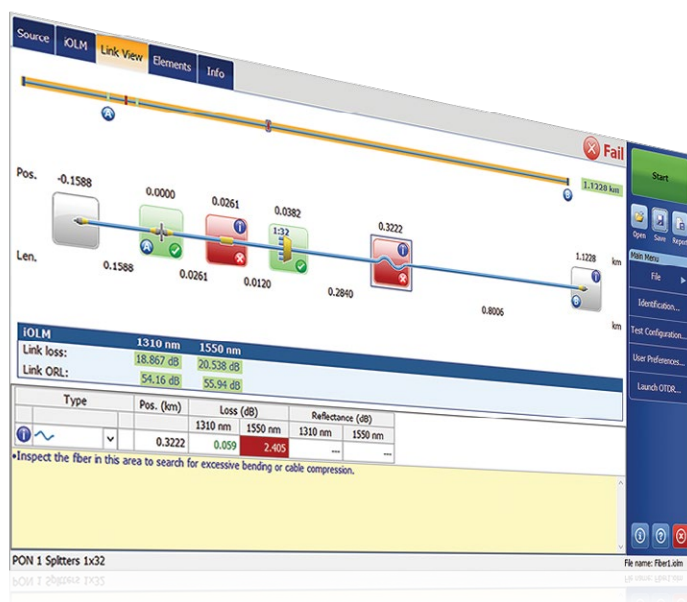 Source iOLM Link View Elements Info
Fail
A
B
1.1228 km
Pos. -0.1588 0.0000 0.0261 0.0382 0.3222 1.1228 km
1:32
A
B
Len. 0.1588 0.0261 0.0120 0.2840 0.8006 km
iOLM 1310 nm 1550 nm
Link loss: 18.867 dB 20.538 dB
Link ORL: 54.16 dB 55.94 dB
Type Pos. (km) Loss (dB) Reflectance (dB)
1310 nm 1550 nm 1310 nm 1550 nm
0.3222 0.059 2.405 --- ---
•Inspect the fiber in this area to search for excessive bending or cable compression.
PON 1 Splitters 1x32
File name: Fiber1.iolm
Start
Open Save Report
Main Menu
File
Identification...
Test Configuration...
User Preferences...
Launch OTDR...